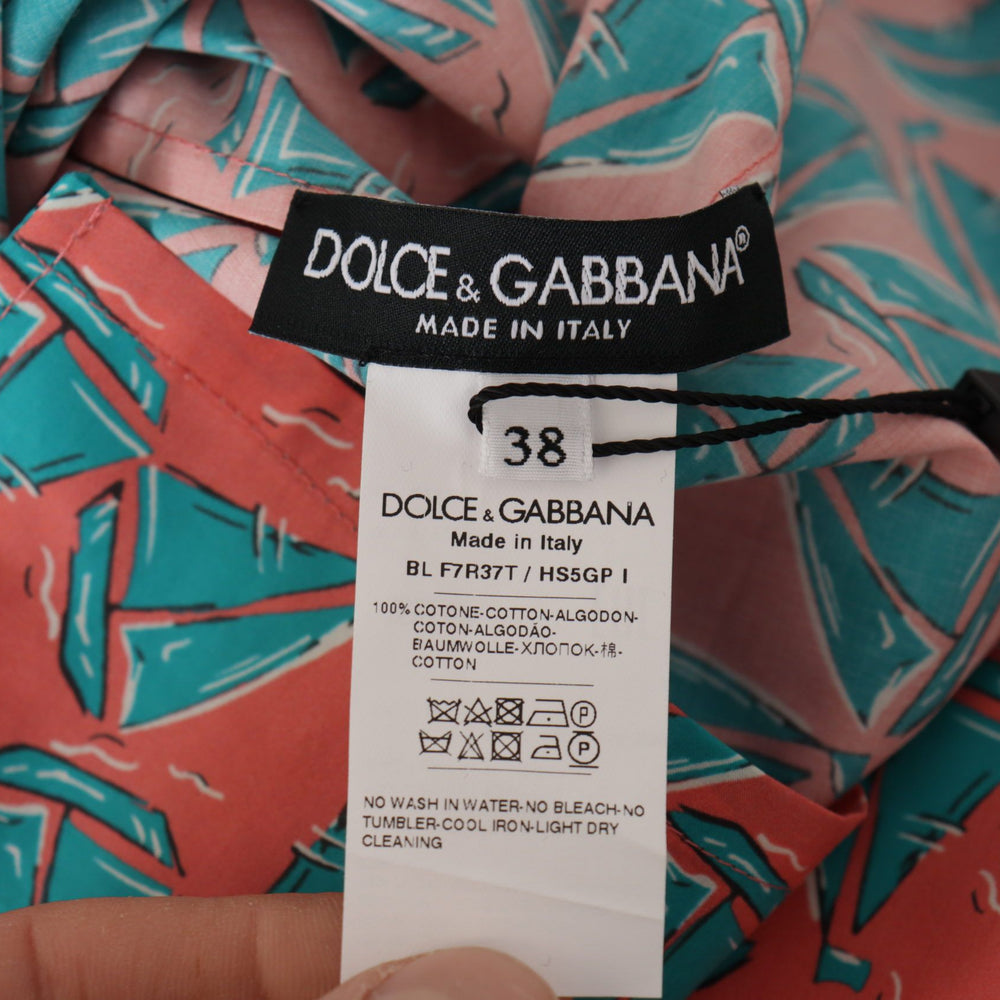 DOLCE & GABBANA
MADE IN ITALY
38
DOLCE & GABBANA
Made in Italy
BL F7R37T / HS5GP I
100% COTONE-COTTON-ALGODON-
COTON-ALGODÃO-
BAUMWOLLE-ХЛОПОК-棉-
COTTON
P
P
NO WASH IN WATER-NO BLEACH-NO
TUMBLER-COOL IRON-LIGHT DRY
CLEANING